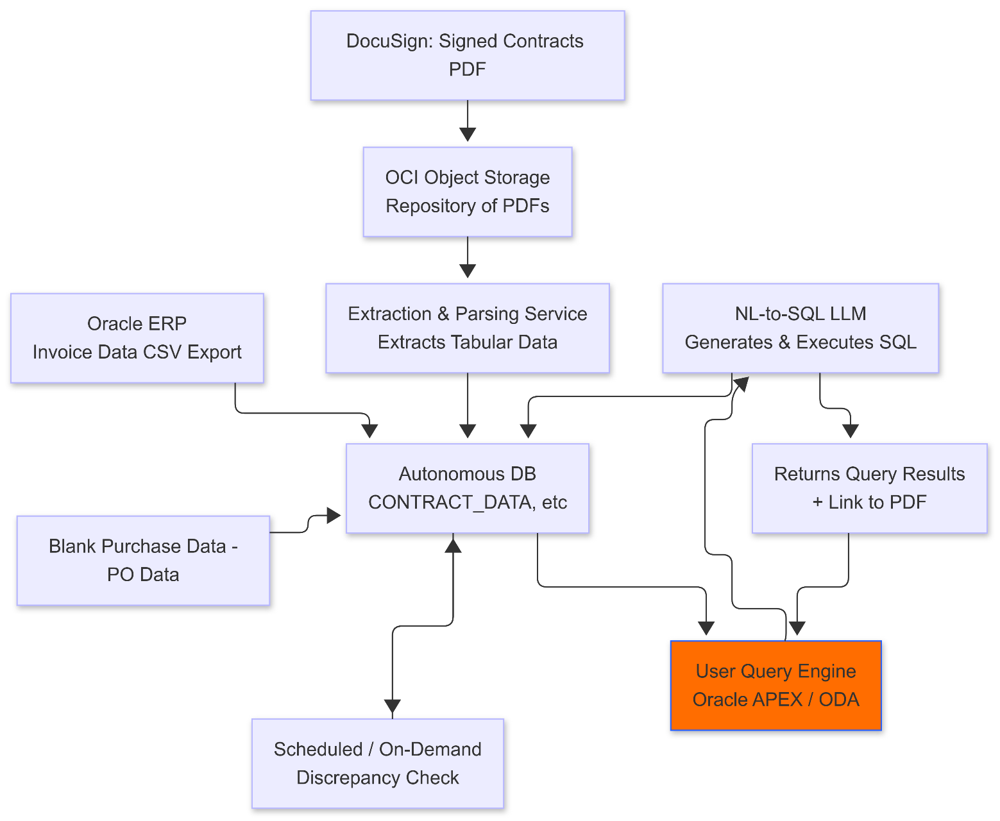 DocuSign: Signed Contracts
PDF
OCI Object Storage
Repository of PDFs
Oracle ERP
Invoice Data CSV Export
Extraction & Parsing Service
Extracts Tabular Data
NL-to-SQL LLM
Generates & Executes SQL
Autonomous DB
CONTRACT_DATA, etc
Returns Query Results
+ Link to PDF
Blank Purchase Data -
PO Data
User Query Engine
Oracle APEX / ODA
Scheduled / On-Demand
Discrepancy Check